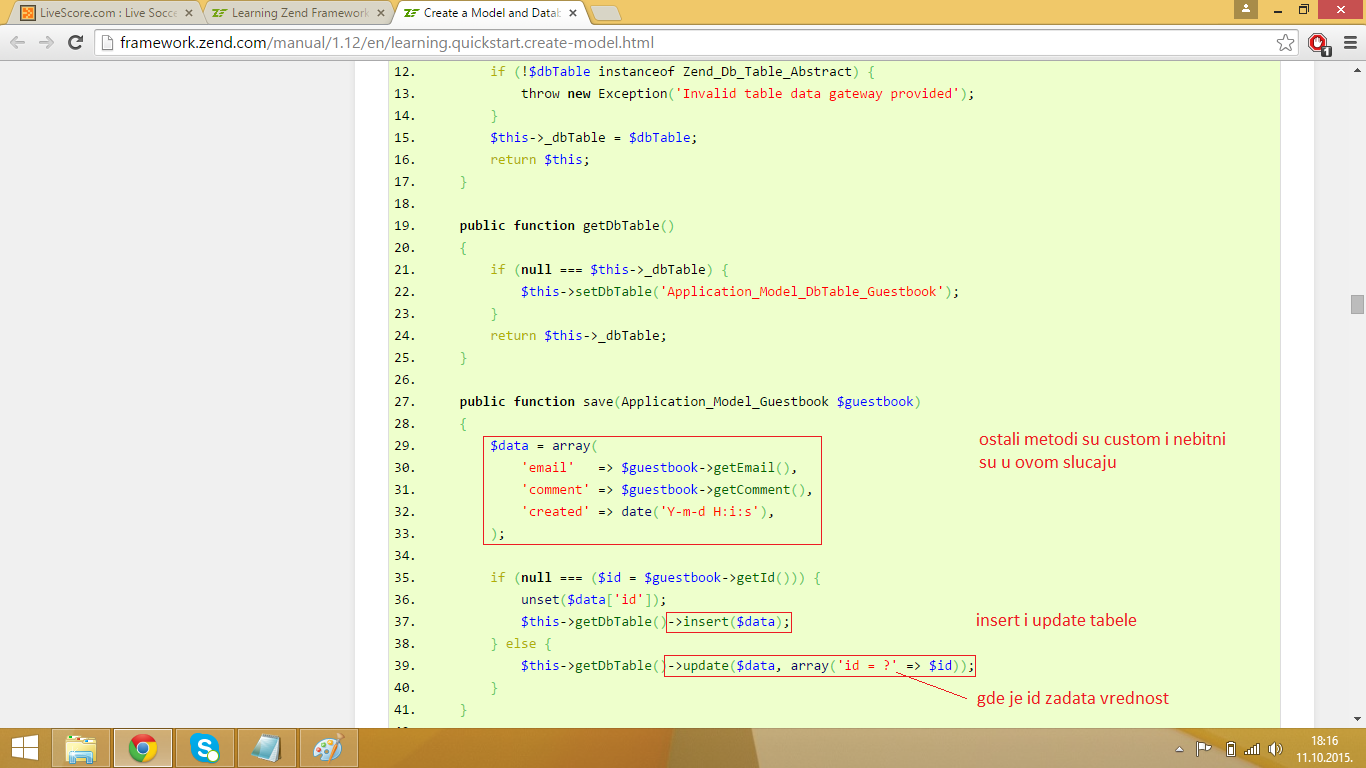 LiveScore.com : Live Socce
Learning Zend Framework
Create a Model and Datab
framework.zend.com/manual/1.12/en/learning.quickstart.create-model.html
1
12. if (!$dbTable instanceof Zend_Db_Table_Abstract) {
13. throw new Exception('Invalid table data gateway provided');
14. }
15. $this->_dbTable = $dbTable;
16. return $this;
17. }
18.
19. public function getDbTable()
20. {
21. if (null === $this->_dbTable) {
22. $this->setDbTable('Application_Model_DbTable_Guestbook');
23. }
24. return $this->_dbTable;
25. }
26.
27. public function save(Application_Model_Guestbook $guestbook)
28. {
29. $data = array(
ostali metodi su custom i nebitni
30. 'email' => $guestbook->getEmail(),
su u ovom slucaju
31. 'comment' => $guestbook->getComment(),
32. 'created' => date('Y-m-d H:i:s'),
33. );
34.
35. if (null === ($id = $guestbook->getId())) {
36. unset($data['id']);
37. $this->getDbTable()->insert($data);
insert i update tabele
38. } else {
39. $this->getDbTable()->update($data, array('id = ?' => $id));
40. }
gde je id zadata vrednost
41. }
18:16
11.10.2015.